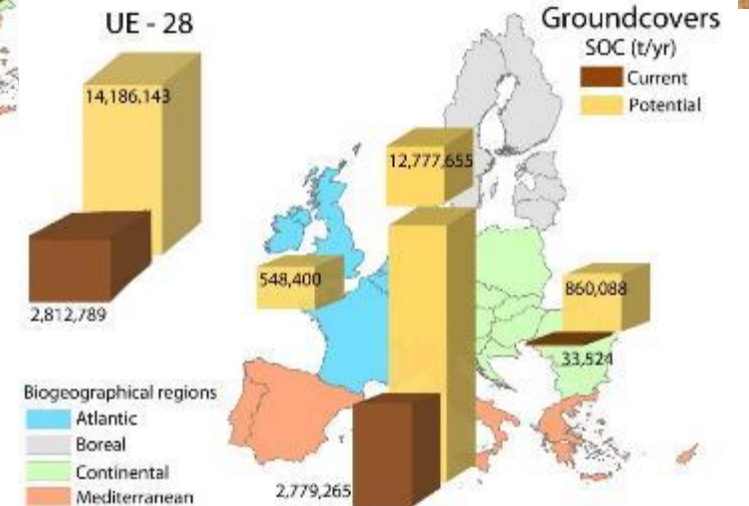 UE - 28
14,186,143
2,812,789
Groundcovers
SOC (t/yr)
Current
Potential
12,777,655
548,400
860,088
33,524
2,779,265
Biogeographical regions
Atlantic
Boreal
Continental
Mediterranean